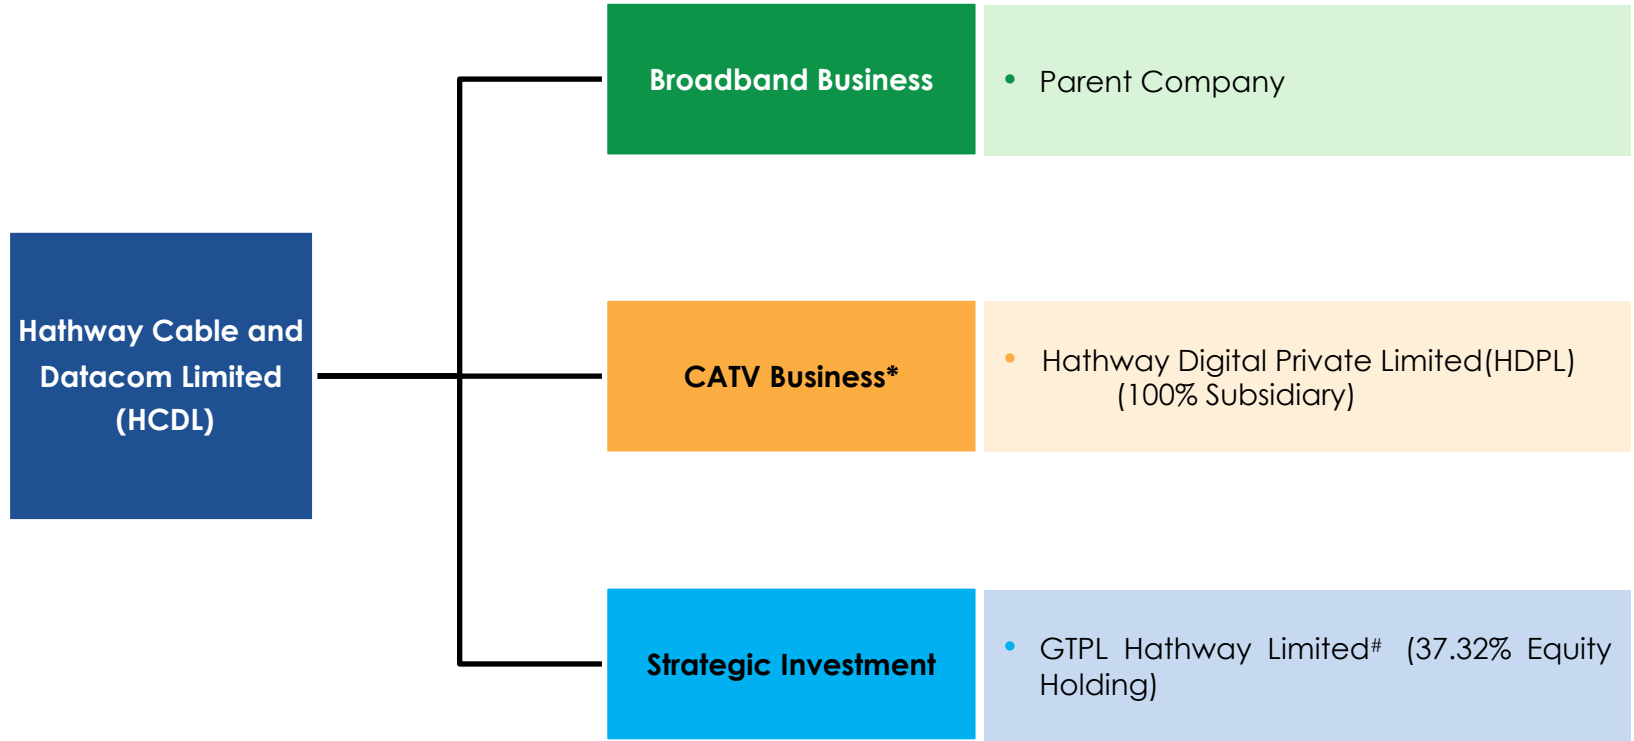 Hathway Cable and
Datacom Limited
(HCDL)
Broadband Business
• Parent Company
CATV Business*
• Hathway Digital Private Limited(HDPL)
(100% Subsidiary)
Strategic Investment
• GTPL Hathway Limited# (37.32% Equity
Holding)